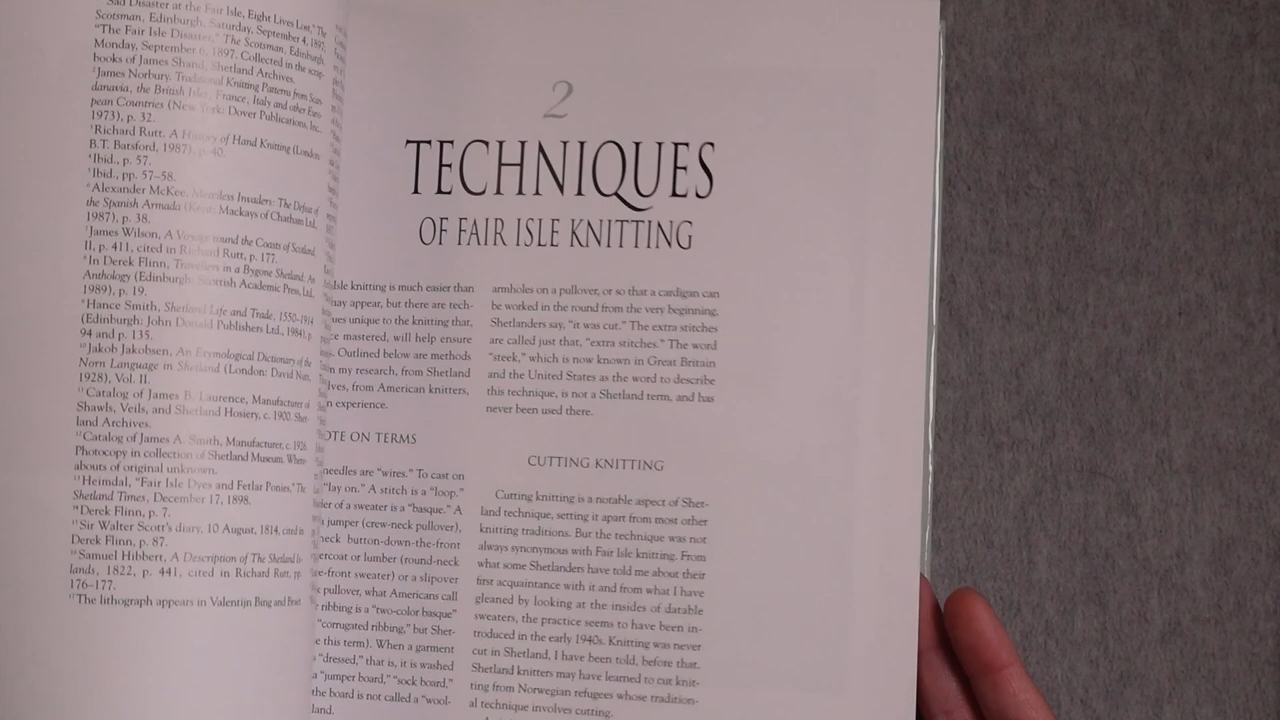 Sad Disaster at the Fair Isle, Eight Lives Lost," The
Scotsman, Edinburgh, Saturday, September 4, 1897.
"The Fair Isle Disaster," The Scotsman, Edinburgh,
Monday, September 6, 1897. Collected in the scrap-
books of James Shand, Shetland Archives.
James Norbury. Traditional Knitting Patterns from Scan-
danavia, the British Isles, France, Italy and other Euro-
pean Countries (New York: Dover Publications, Inc.
1973), p. 32.
Richard Rutt. A History of Hand Knitting (London
B.T. Batsford, 1987), p. 40.
⁴Ibid., p. 57.
⁵Ibid., pp. 57–58.
⁶Alexander McKee, Merciless Invaders: The Defeat of
the Spanish Armada (Kent: Mackays of Chatham Ltd.
1987), p. 38.
⁷James Wilson, A Voyage round the Coasts of Scotland,
II, p. 411, cited in Richard Rutt, p. 177.
⁸In Derek Flinn, Travellers in a Bygone Shetland: An
Anthology (Edinburgh: Scottish Academic Press, Ltd.,
1989), p. 19.
⁹Hance Smith, Shetland Life and Trade, 1550-1914
(Edinburgh: John Donald Publishers Ltd., 1984), p
94 and p. 135.
¹⁰Jakob Jakobsen, An Etymological Dictionary of the
Norn Language in Shetland (London: David Nutt,
1928), Vol. II.
¹¹Catalog of James B. Laurence, Manufacturer of
Shawls, Veils, and Shetland Hosiery, c. 1900. Shet-
land Archives.
¹²Catalog of James A. Smith, Manufacturer, c. 1926.
Photocopy in collection of Shetland Museum. Where-
abouts of original unknown.
¹³Heimdal, "Fair Isle Dyes and Fetlar Ponies," The
Shetland Times, December 17, 1898.
¹⁴Derek Flinn, p. 7.
¹⁵Sir Walter Scott's diary, 10 August, 1814, cited in
Derek Flinn, p. 87.
¹⁶Samuel Hibbert, A Description of The Shetland Is-
lands, 1822, p. 441, cited in Richard Rutt, pp.
176–177.
¹⁷The lithograph appears in Valentijn Bing and Braet
2
TECHNIQUES
OF FAIR ISLE KNITTING
Isle knitting is much easier than
may appear, but there are tech-
ues unique to the knitting that,
ce mastered, will help ensure
Outlined below are methods
m my research, from Shetland
lves, from American knitters,
n experience.
OTE ON TERMS
needles are "wires." To cast on
"lay on." A stitch is a "loop."
der of a sweater is a "basque." A
jumper (crew-neck pullover),
neck button-down-the-front
ercoat or lumber (round-neck
e-front sweater) or a slipover
k pullover, what Americans call
ribbing is a "two-color basque"
"corrugated ribbing," but Shet-
e this term). When a garment
"dressed," that is, it is washed
a "jumper board," "sock board,"
the board is not called a "wool-
land.
armholes on a pullover, or so that a cardigan can
be worked in the round from the very beginning,
Shetlanders say, "it was cut." The extra stitches
are called just that, "extra stitches." The word
"steek," which is now known in Great Britain
and the United States as the word to describe
this technique, is not a Shetland term, and has
never been used there.
CUTTING KNITTING
Cutting knitting is a notable aspect of Shet-
land technique, setting it apart from most other
knitting traditions. But the technique was not
always synonymous with Fair Isle knitting. From
what some Shetlanders have told me about their
first acquaintance with it and from what I have
gleaned by looking at the insides of datable
sweaters, the practice seems to have been in-
troduced in the early 1940s. Knitting was never
cut in Shetland, I have been told, before that.
Shetland knitters may have learned to cut knit-
ting from Norwegian refugees whose tradition-
al technique involves cutting.